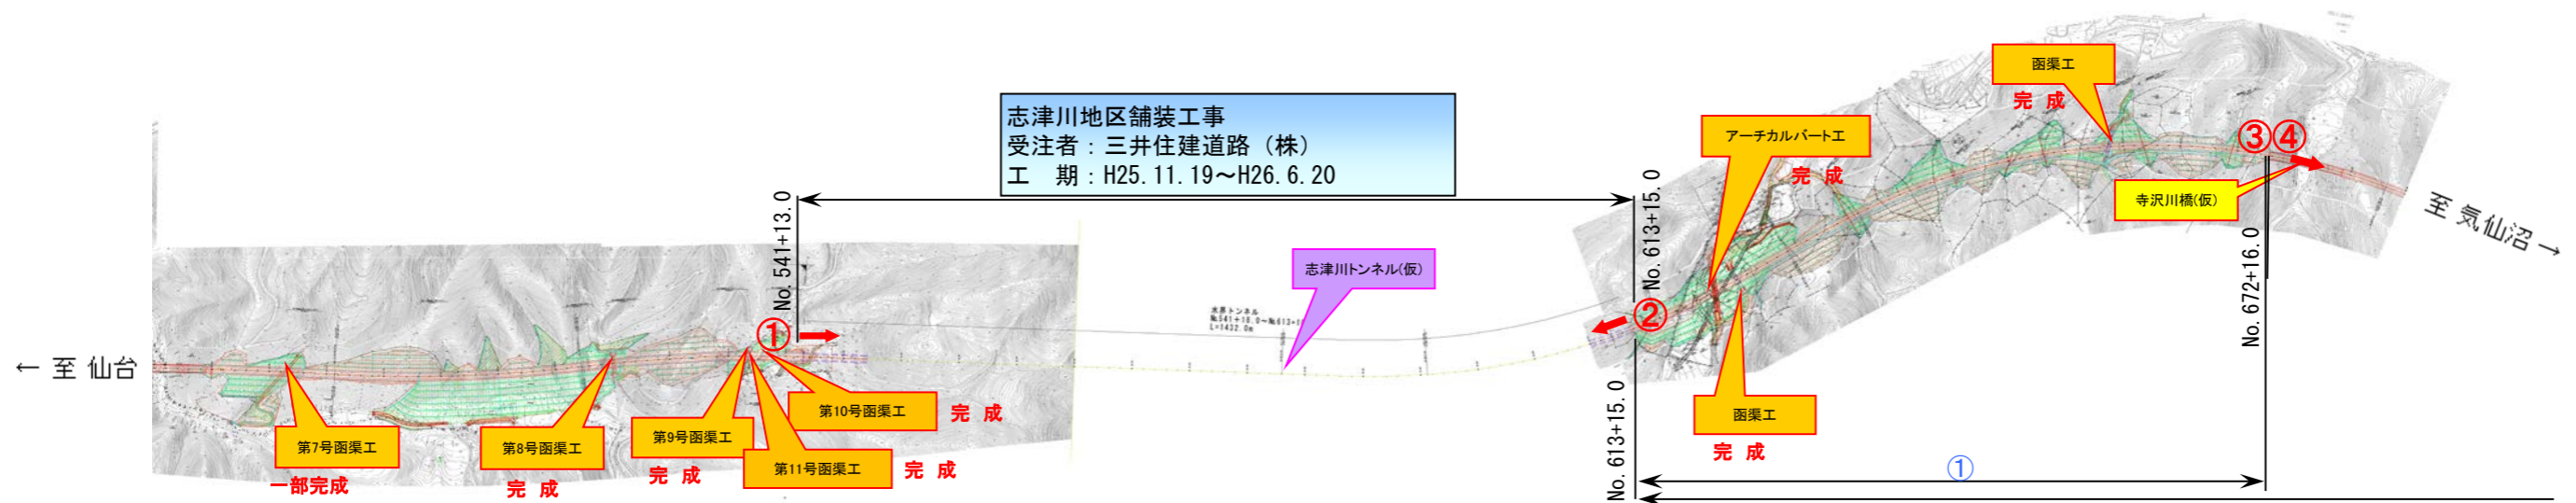 ← 至 仙台
第7号函渠工
一部完成
第8号函渠工
完 成
第9号函渠工
完 成
第11号函渠工
完 成
第10号函渠工
完 成
①
No. 541+13.0
志津川地区舗装工事
受注者：三井住建道路（株）
工　期：H25.11.19～H26.6.20
志津川トンネル(仮)
L=1432.0m
No. 613+15.0
②
No. 613+15.0
アーチカルバート工
完 成
函渠工
完 成
函渠工
完 成
③④
寺沢川橋(仮)
No. 672+16.0
①
至 気仙沼 →